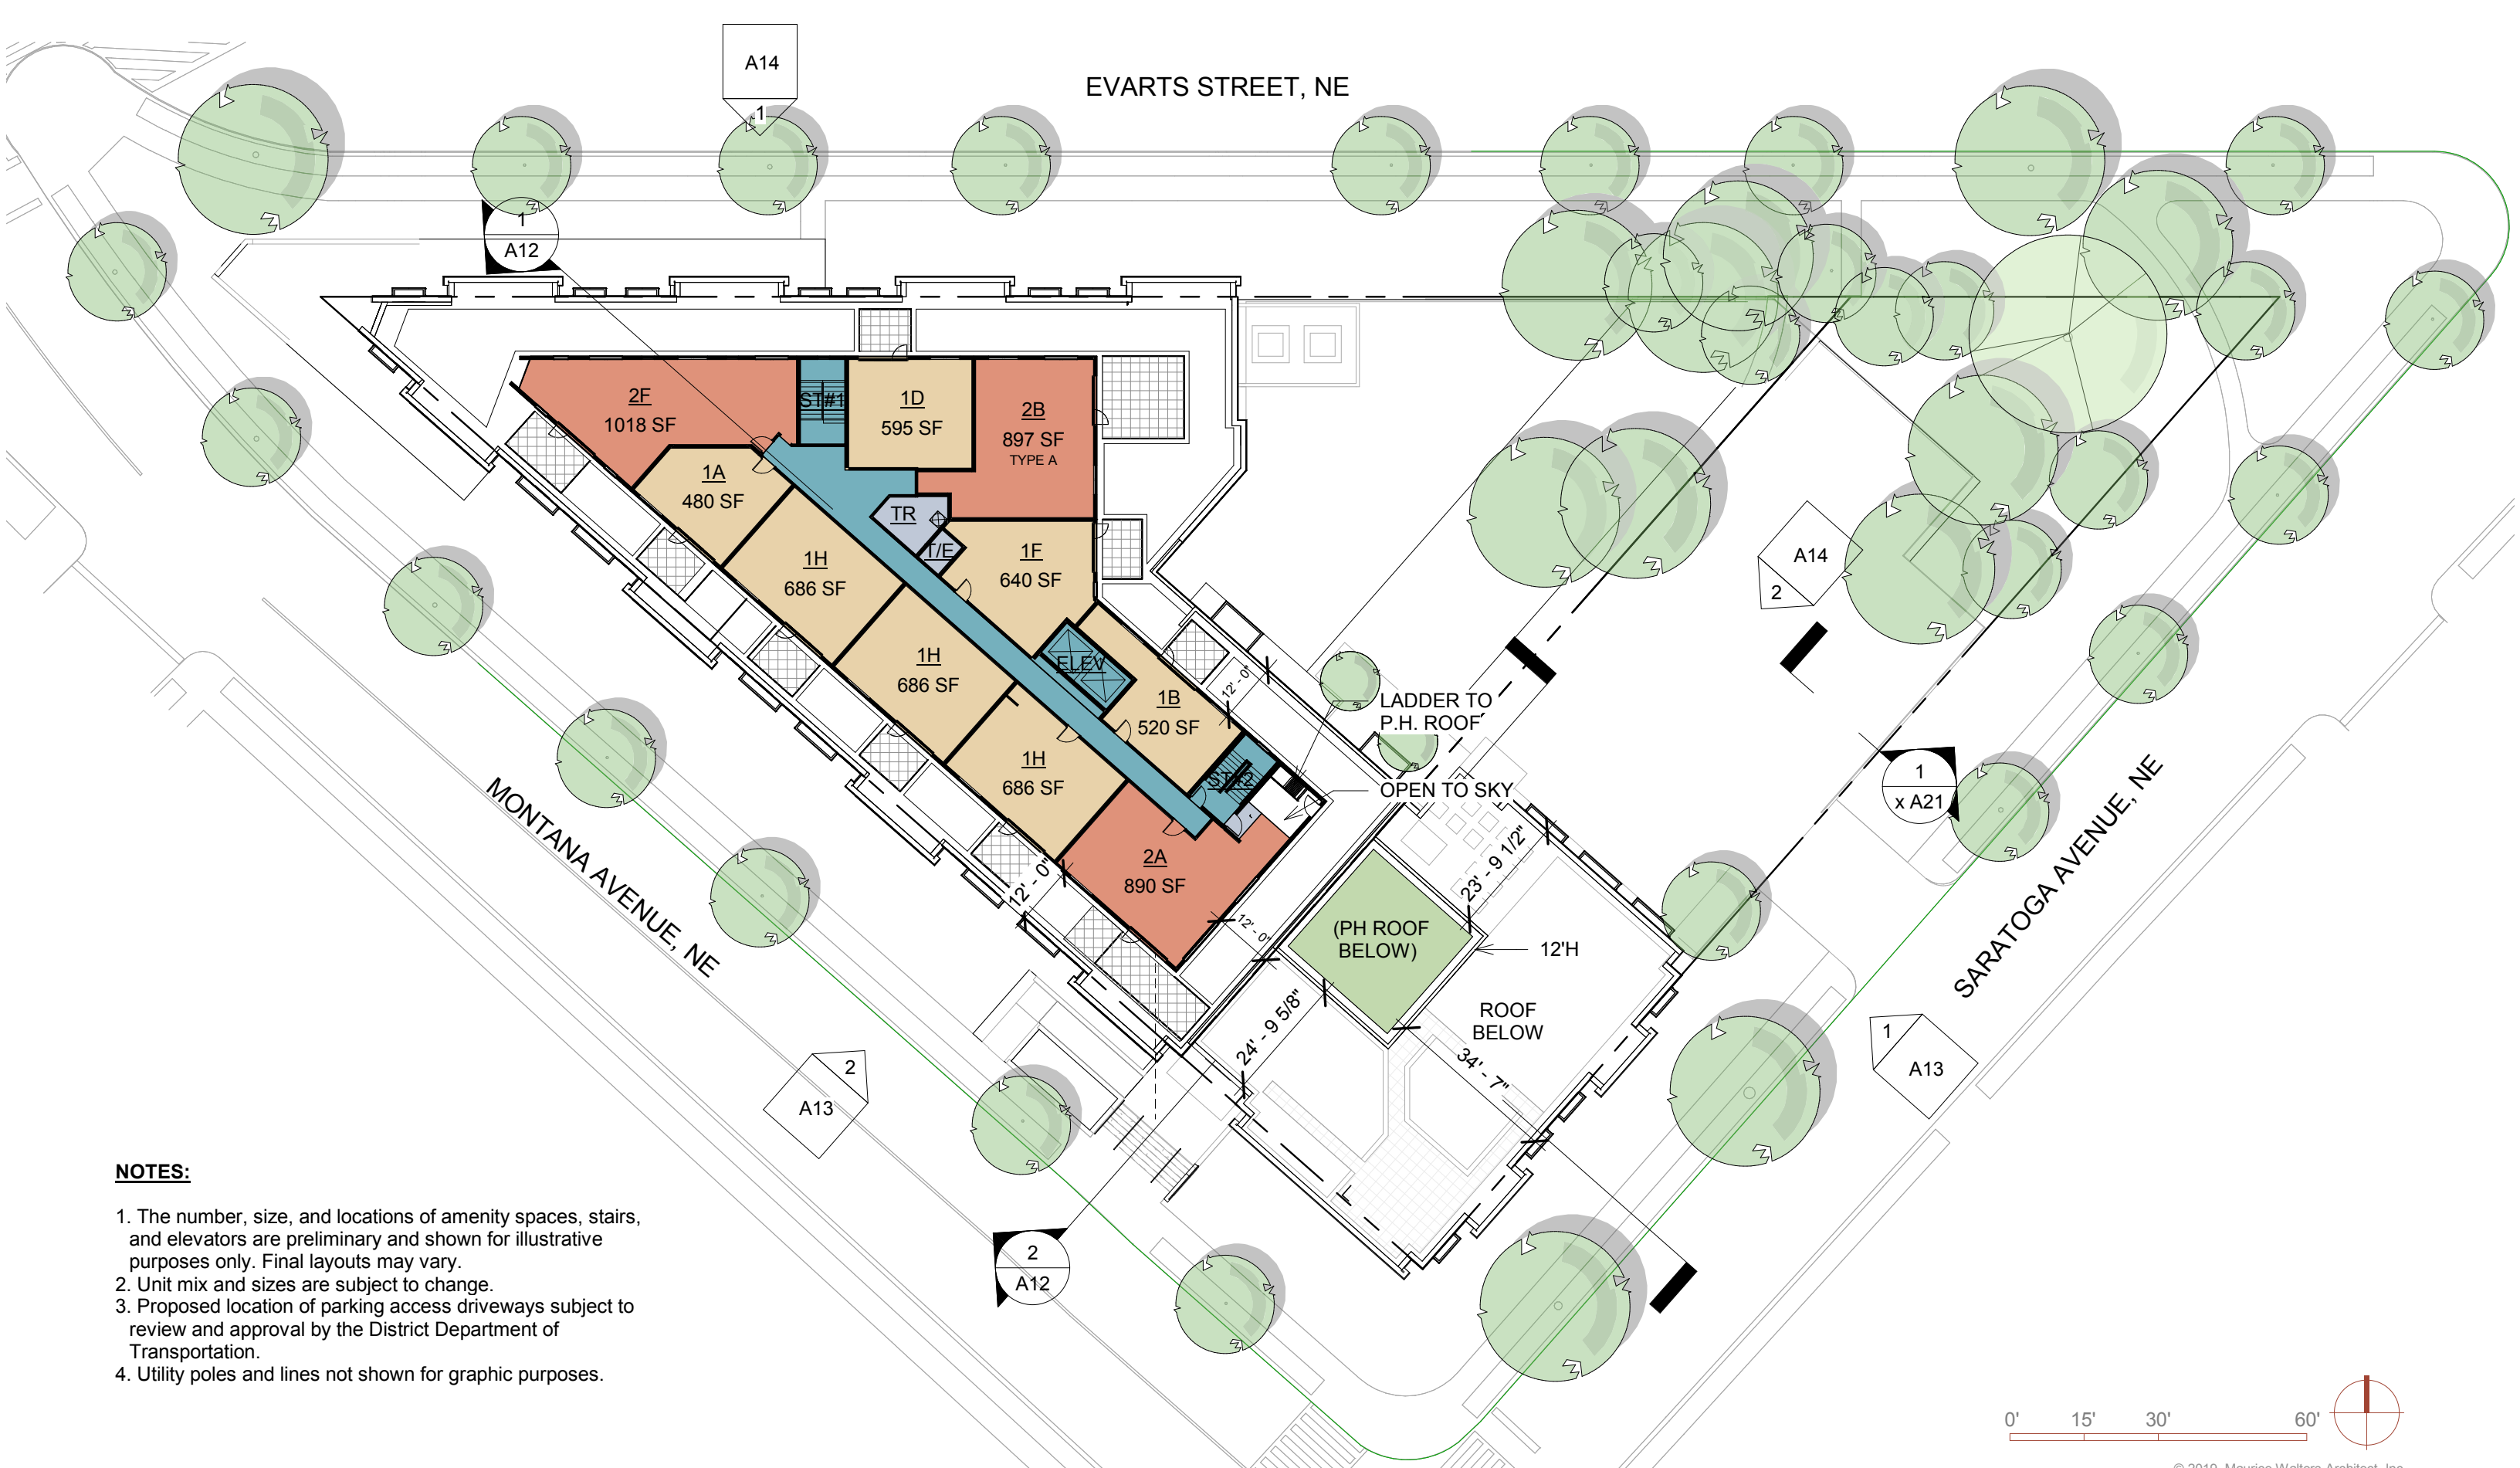 A14
1
EVARTS STREET, NE
1
A12
2F
1018 SF
ST#1
1D
595 SF
2B
897 SF
TYPE A
1A
480 SF
TR
T/E
1F
640 SF
1H
686 SF
1H
686 SF
ELEV
1B
520 SF
12' - 0"
LADDER TO
P.H. ROOF
A14
2
1H
686 SF
ST#2
OPEN TO SKY
1
x A21
2A
890 SF
12' - 0"
12' - 0"
23' - 9 1/2"
(PH ROOF
BELOW)
12'H
ROOF
BELOW
24' - 9 5/8"
34' - 7"
MONTANA AVENUE, NE
SARATOGA AVENUE, NE
2
A13
1
A13
2
A12
NOTES:
1. The number, size, and locations of amenity spaces, stairs,
and elevators are preliminary and shown for illustrative
purposes only. Final layouts may vary.
2. Unit mix and sizes are subject to change.
3. Proposed location of parking access driveways subject to
review and approval by the District Department of
Transportation.
4. Utility poles and lines not shown for graphic purposes.
0' 15' 30' 60'